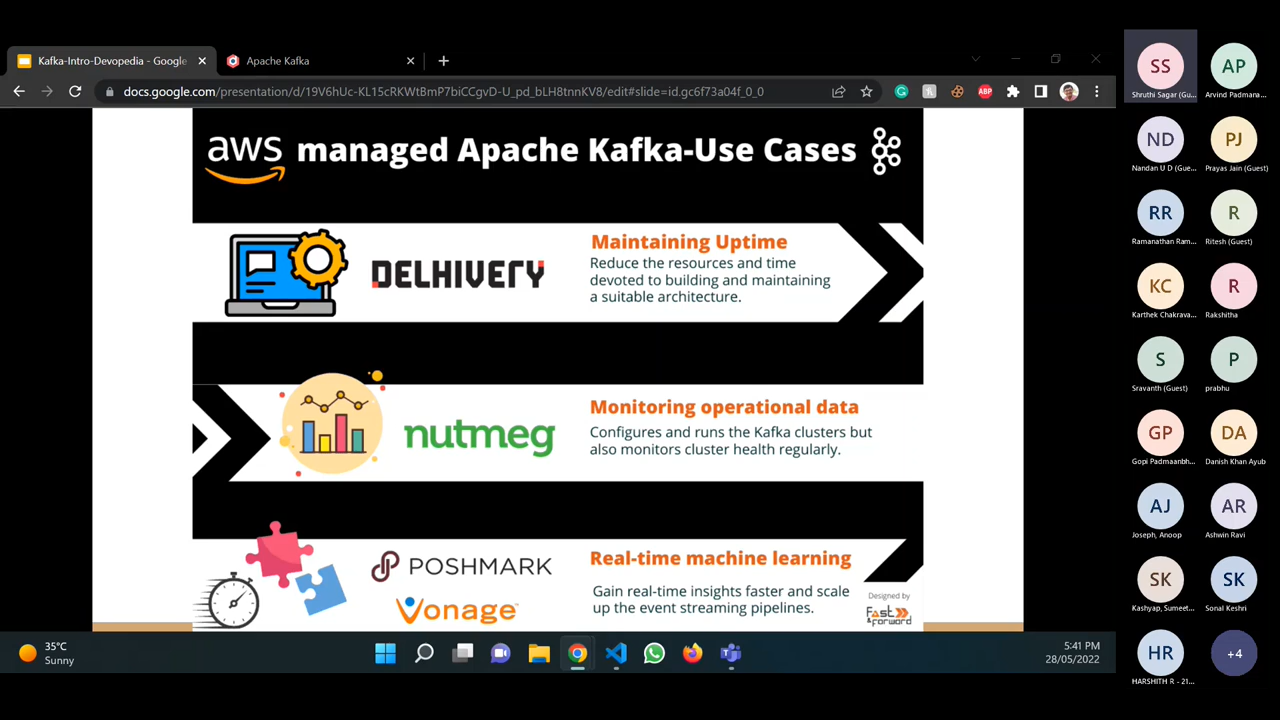 Kafka-Intro-Devopedia - Google
Apache Kafka
docs.google.com/presentation/d/19V6hUc-KL15cRKWtBmP7biCCgvD-U_pd_bLH8tnnKV8/edit#slide=id.gc6f73a04f_0_0
ABP
aws managed Apache Kafka-Use Cases
DELHIVERY
Maintaining Uptime
Reduce the resources and time
devoted to building and maintaining
a suitable architecture.
nutmeg
Monitoring operational data
Configures and runs the Kafka clusters but
also monitors cluster health regularly.
POSHMARK
Vonage
Real-time machine learning
Gain real-time insights faster and scale
up the event streaming pipelines.
Designed by
Fast
& forward
35°C
Sunny
5:41 PM
28/05/2022
SS
Shruthi Sagar (Gu...
AP
Arvind Padmana...
ND
Nandan U D (Gue...
PJ
Prayas Jain (Guest)
RR
Ramanathan Ram...
R
Ritesh (Guest)
KC
Karthek Chakrava...
R
Rakshitha
S
Sravanth (Guest)
P
prabhu
GP
Gopi Padmaanbh...
DA
Danish Khan Ayub
AJ
Joseph, Anoop
AR
Ashwin Ravi
SK
Kashyap, Sumeet...
SK
Sonal Keshri
HR
HARSHITH R - 21...
+4